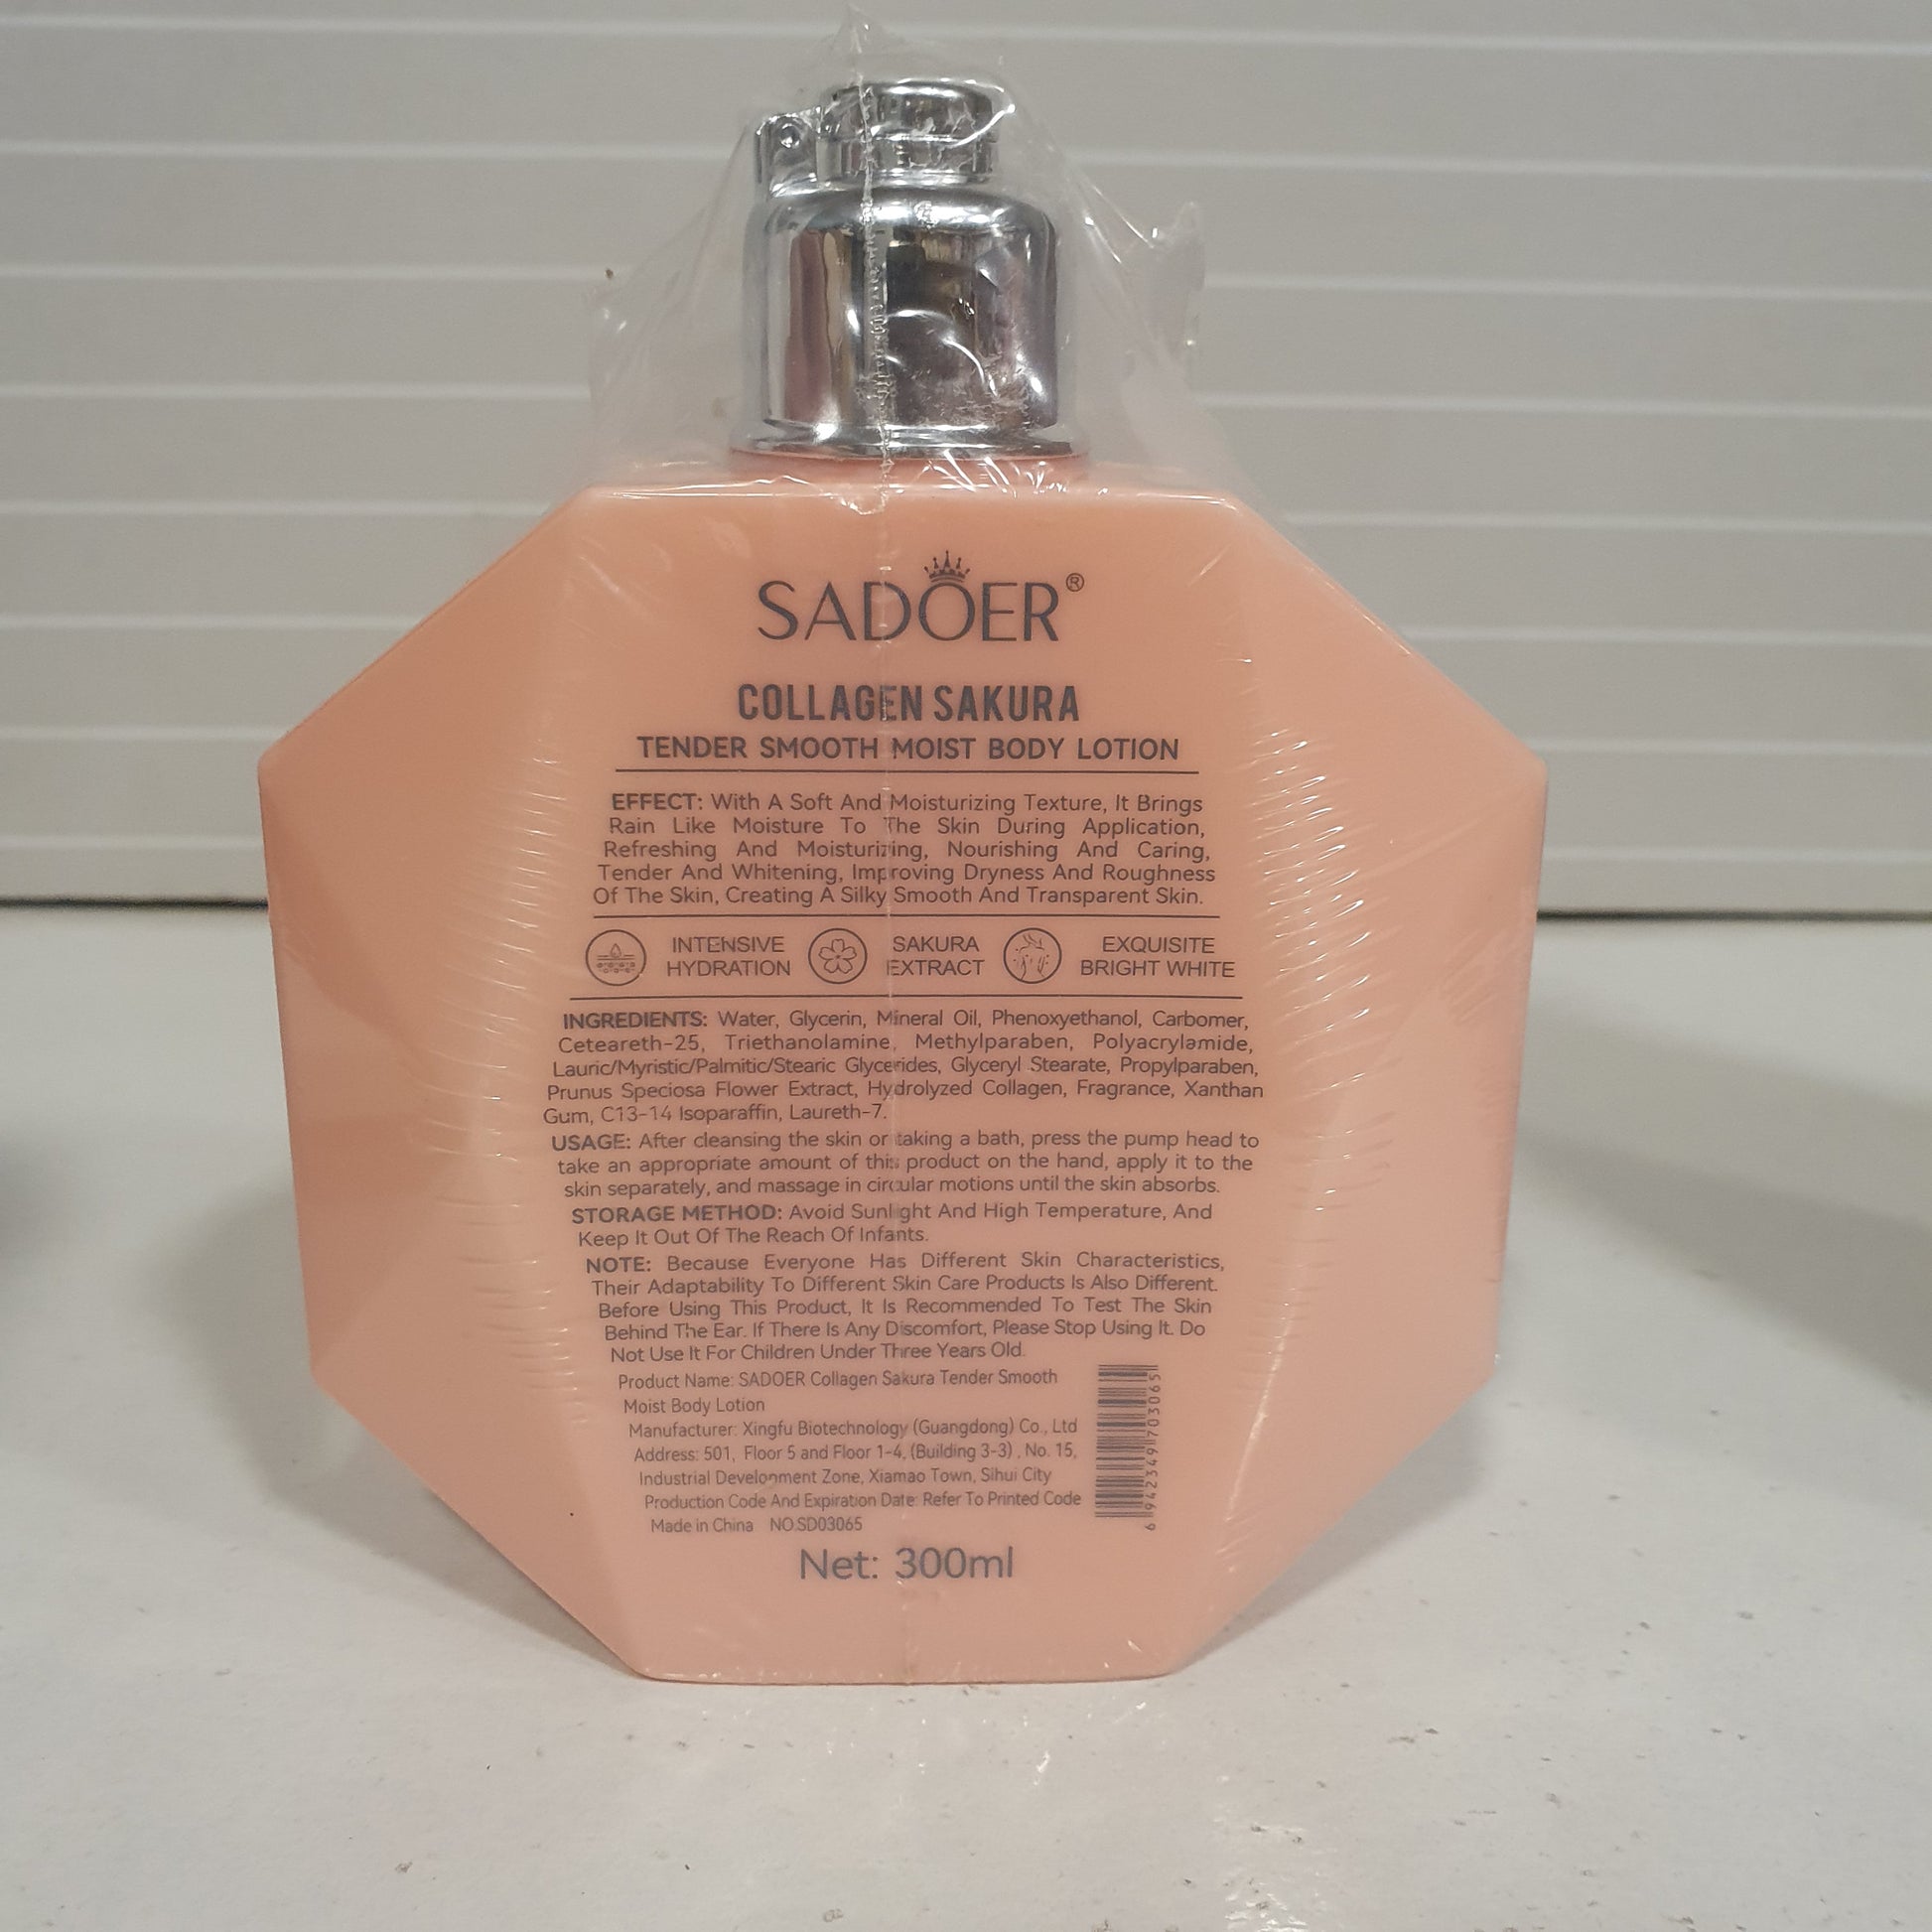 SADOER®
COLLAGEN SAKURA
TENDER SMOOTH MOIST BODY LOTION
EFFECT: With A Soft And Moisturizing Texture, It Brings
Rain Like Moisture To The Skin During Application,
Refreshing And Moisturizing, Nourishing And Caring,
Tender And Whitening, Improving Dryness And Roughness
Of The Skin, Creating A Silky Smooth And Transparent Skin.
INTENSIVE HYDRATION
SAKURA EXTRACT
EXQUISITE BRIGHT WHITE
INGREDIENTS: Water, Glycerin, Mineral Oil, Phenoxyethanol, Carbomer,
Ceteareth-25, Triethanolamine, Methylparaben, Polyacrylamide,
Lauric/Myristic/Palmitic/Stearic Glycerides, Glyceryl Stearate, Propylparaben,
Prunus Speciosa Flower Extract, Hydrolyzed Collagen, Fragrance, Xanthan
Gum, C13-14 Isoparaffin, Laureth-7.
USAGE: After cleansing the skin or taking a bath, press the pump head to
take an appropriate amount of this product on the hand, apply it to the
skin separately, and massage in circular motions until the skin absorbs.
STORAGE METHOD: Avoid Sunlight And High Temperature, And
Keep It Out Of The Reach Of Infants.
NOTE: Because Everyone Has Different Skin Characteristics,
Their Adaptability To Different Skin Care Products Is Also Different.
Before Using This Product, It Is Recommended To Test The Skin
Behind The Ear. If There Is Any Discomfort, Please Stop Using It. Do
Not Use It For Children Under Three Years Old.
Product Name: SADOER Collagen Sakura Tender Smooth
Moist Body Lotion
Manufacturer: Xingfu Biotechnology (Guangdong) Co., Ltd
Address: 501, Floor 5 and Floor 1-4, (Building 3-3) , No. 15,
Industrial Development Zone, Xiamao Town, Sihui City
Production Code And Expiration Date: Refer To Printed Code
Made in China NO.SD03065
6942349703065
Net: 300ml